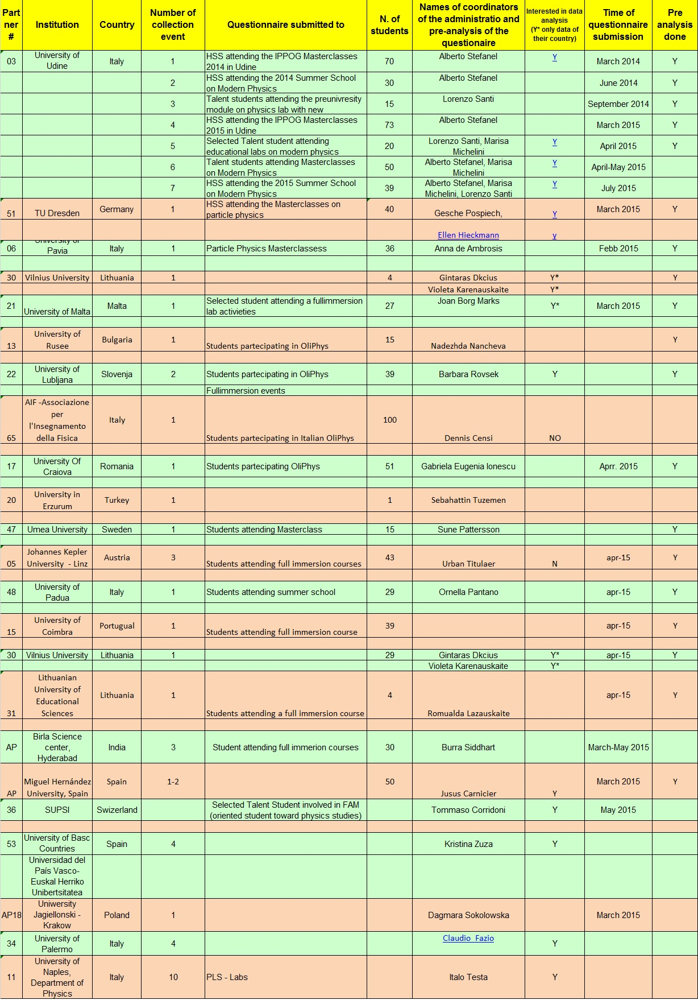 Part
ner
#
Institution
Country
Number of
collection
event
Questionnaire submitted to
N. of
students
Names of coordinators
of the administratio and
pre-analysis of the
questionaire
Interested in data
analysis
(Y* only data of
their country)
Time of
questionnaire
submission
Pre
analysis
done
03
University of
Udine
Italy
1
HSS attending the IPPOG Masterclasses
2014 in Udine
70
Alberto Stefanel
Y
March 2014
Y
2
HSS attending the 2014 Summer School
on Modern Physics
30
Alberto Stefanel
June 2014
Y
3
Talent students attending the preunivresity
module on physics lab with new
15
Lorenzo Santi
September 2014
Y
4
HSS attending the IPPOG Masterclasses
2015 in Udine
73
Alberto Stefanel
March 2015
Y
5
Selected Talent student attending
educational labs on modern physics
20
Lorenzo Santi, Marisa
Michelini
Y
April 2015
Y
6
Talent students attending Masterclasses
on Modern Physics
50
Alberto Stefanel, Marisa
Michelini
Y
April-May 2015
7
HSS attending the 2015 Summer School
on Modern Physics
39
Alberto Stefanel, Marisa
Michelini, Lorenzo Santi
Y
July 2015
51
TU Dresden
Germany
1
HSS attending the Masterclasses on
particle physics
40
Gesche Pospiech,
Y
March 2015
Y
Ellen Hieckmann
y
06
University of
Pavia
Italy
1
Particle Physics Masterclassess
36
Anna de Ambrosis
Febb 2015
Y
30
Vilnius University
Lithuania
1
4
Gintaras Dkcius
Y*
Y
Violeta Karenauskaite
Y*
21
University of Malta
Malta
1
Selected student attending a fullimmersion
lab activieties
27
Joan Borg Marks
Y*
March 2015
Y
13
University of
Rusee
Bulgaria
1
Students partecipating in OliPhys
15
Nadezhda Nancheva
Y
22
University of
Lubljana
Slovenja
2
Students partecipating in OliPhys
39
Barbara Rovsek
Y
Y
Fullimmersion events
65
AIF -Associazione
per
l'Insegnamento
della Fisica
Italy
1
Students partecipating in Italian OliPhys
100
Dennis Censi
NO
17
University Of
Craiova
Romania
1
Students partecipating OliPhys
51
Gabriela Eugenia Ionescu
Aprr. 2015
Y
20
University in
Erzurum
Turkey
1
1
Sebahattin Tuzemen
47
Umea University
Sweden
1
Students attending Masterclass
15
Sune Pattersson
Y
05
Johannes Kepler
University - Linz
Austria
3
Students attending full immersion courses
43
Urban Titulaer
N
apr-15
Y
48
University of
Padua
Italy
1
Students attending summer school
29
Ornella Pantano
apr-15
Y
15
University of
Coimbra
Portugual
1
Students attending full immersion course
39
apr-15
Y
30
Vilnius University
Lithuania
1
29
Gintaras Dkcius
Y*
apr-15
Y
Violeta Karenauskaite
Y*
31
Lithuanian
University of
Educational
Sciences
Lithuania
1
Students attending a full immersion course
4
Romualda Lazauskaite
apr-15
Y
AP
Birla Science
center,
Hyderabad
India
3
Student attending full immerion courses
30
Burra Siddhart
March-May 2015
AP
Miguel Hernández
University, Spain
Spain
1-2
50
Jusus Carnicier
Y
March 2015
Y
36
SUPSI
Swizerland
Selected Talent Student involved in FAM
(oriented student toward physics studies)
Tommaso Corridoni
Y
May 2015
53
University of Basc
Countries
Spain
4
Kristina Zuza
Y
Universidad del
País Vasco-
Euskal Herriko
Unibertsitatea
AP18
Uniwersity
Jagiellonski -
Krakow
Poland
1
Dagmara Sokolowska
March 2015
34
University of
Palermo
Italy
4
Claudio Fazio
Y
11
University of
Naples,
Department of
Physics
Italy
10
PLS - Labs
Italo Testa
Y